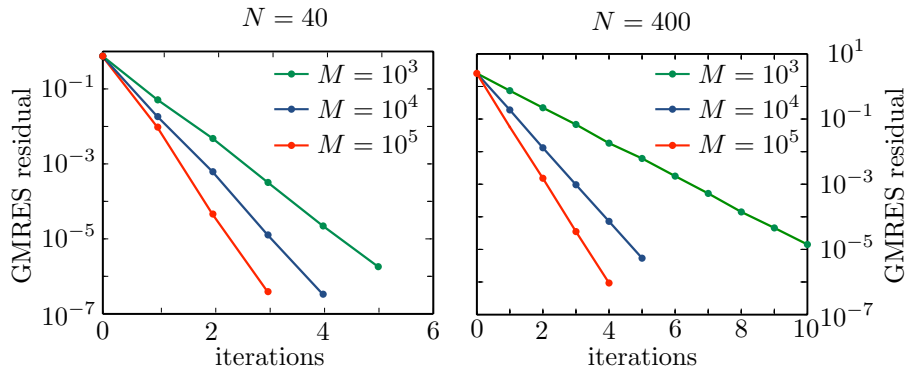 N = 40
GMRES residual
10^{-1}
10^{-3}
10^{-5}
10^{-7}
M = 10^3
M = 10^4
M = 10^5
0 2 4 6
iterations
N = 400
M = 10^3
M = 10^4
M = 10^5
10^1
10^{-1}
10^{-3}
10^{-5}
10^{-7}
GMRES residual
0 2 4 6 8 10
iterations